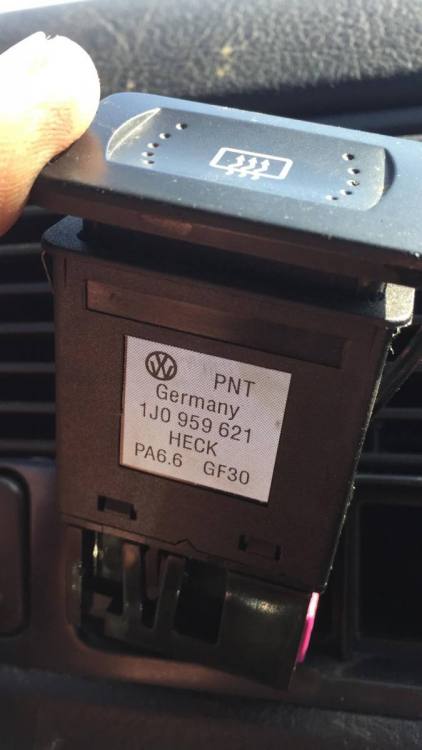 PNT
Germany
1J0 959 621
HECK
PA6.6 GF30